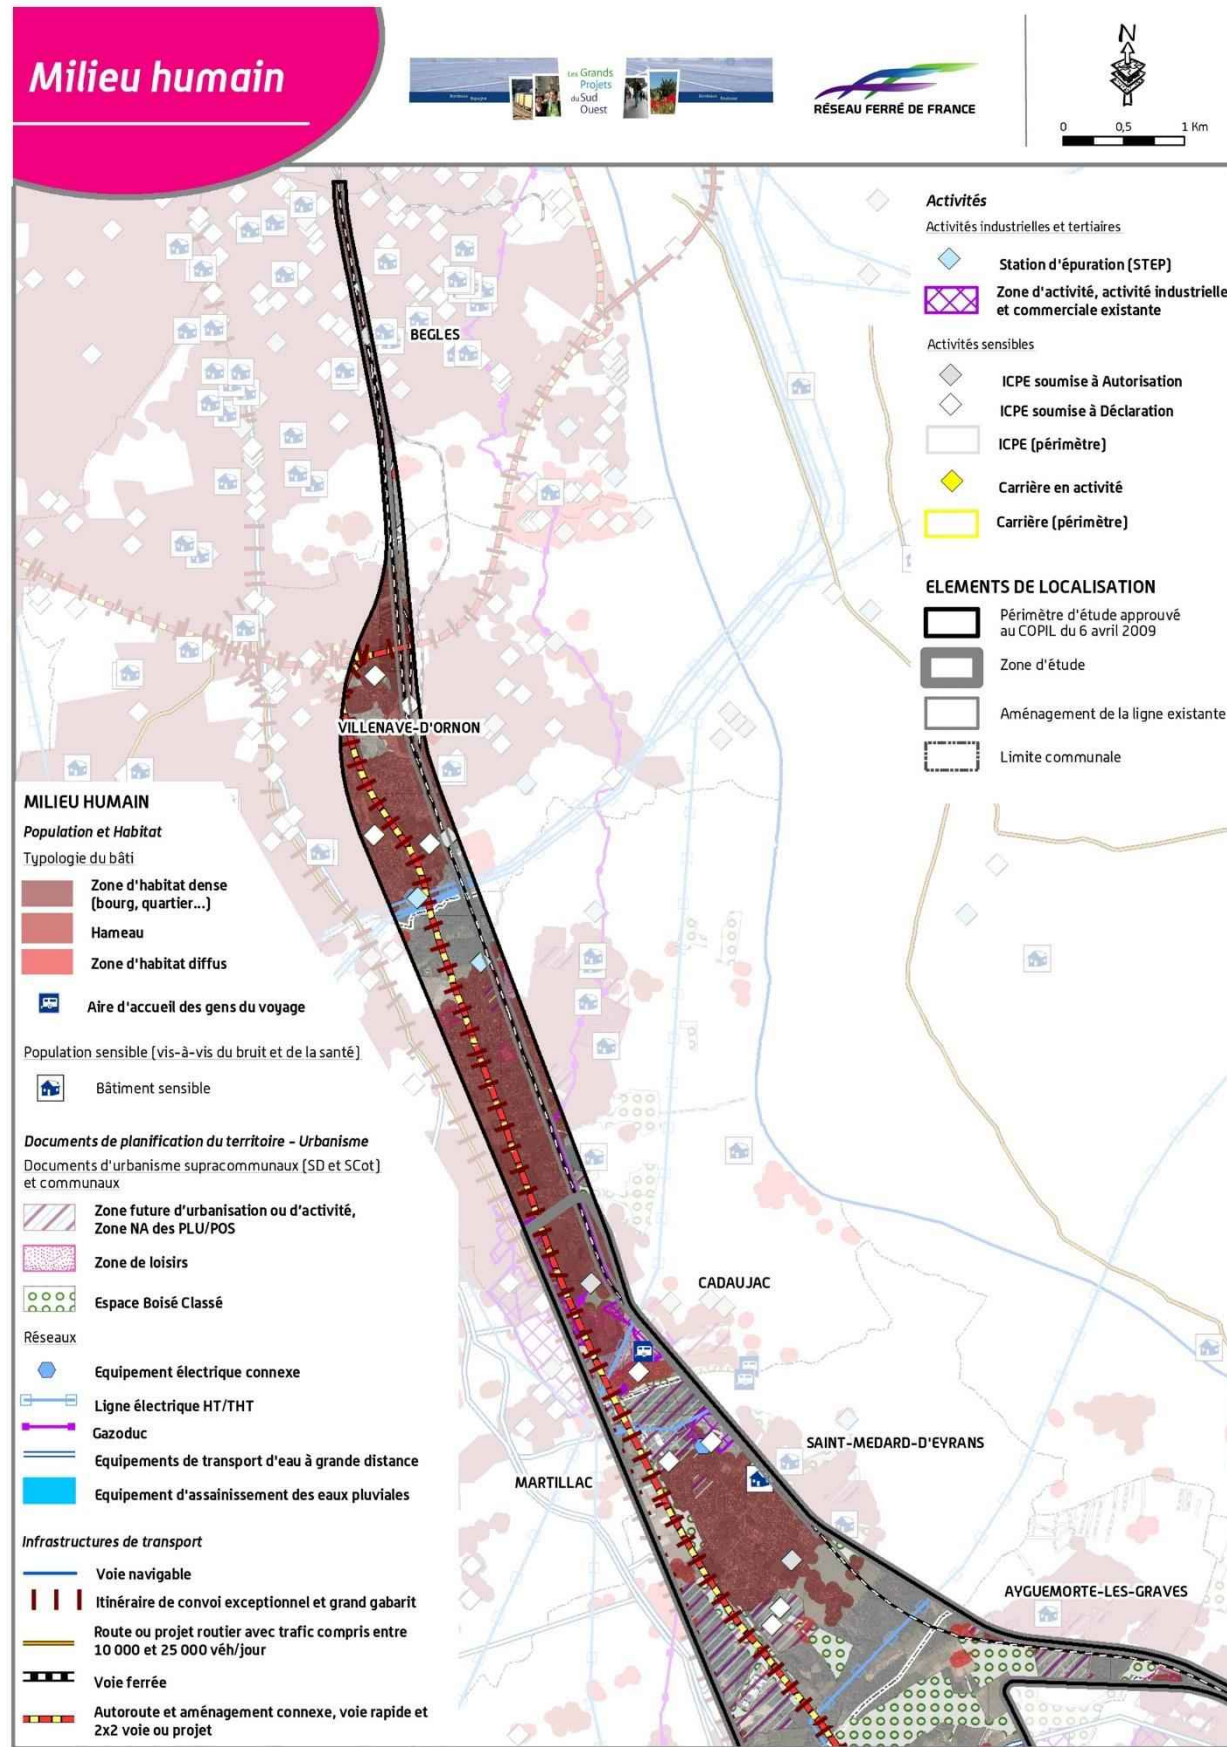 Milieu humain
Les Grands
Projets
du Sud
Ouest
RÉSEAU FERRÉ DE FRANCE
N
0 0,5 1 Km
Activités
Activités industrielles et tertiaires
Station d'épuration (STEP)
Zone d'activité, activité industrielle
et commerciale existante
Activités sensibles
ICPE soumise à Autorisation
ICPE soumise à Déclaration
ICPE (périmètre)
Carrière en activité
Carrière (périmètre)
ELEMENTS DE LOCALISATION
Périmètre d'étude approuvé
au COPIL du 6 avril 2009
Zone d'étude
Aménagement de la ligne existante
Limite communale
BEGLES
VILLENAVE-D'ORNON
CADAUJAC
SAINT-MEDARD-D'EYRANS
MARTILLAC
AYGUEMORTE-LES-GRAVES
MILIEU HUMAIN
Population et Habitat
Typologie du bâti
Zone d'habitat dense
(bourg, quartier...)
Hameau
Zone d'habitat diffus
Aire d'accueil des gens du voyage
Population sensible (vis-à-vis du bruit et de la santé)
Bâtiment sensible
Documents de planification du territoire - Urbanisme
Documents d'urbanisme supracommunaux (SD et SCot)
et communaux
Zone future d'urbanisation ou d'activité,
Zone NA des PLU/POS
Zone de loisirs
Espace Boisé Classé
Réseaux
Equipement électrique connexe
Ligne électrique HT/THT
Gazoduc
Equipements de transport d'eau à grande distance
Equipement d'assainissement des eaux pluviales
Infrastructures de transport
Voie navigable
Itinéraire de convoi exceptionnel et grand gabarit
Route ou projet routier avec trafic compris entre
10 000 et 25 000 véh/jour
Voie ferrée
Autoroute et aménagement connexe, voie rapide et
2x2 voie ou projet